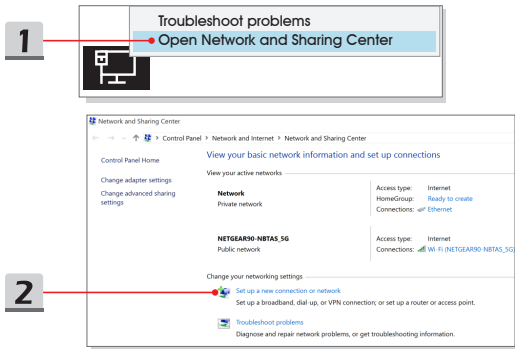 Troubleshoot problems
1
Open Network and Sharing Center
Network and Sharing Center
Control Panel > Network and Internet > Network and Sharing Center
Control Panel Home
View your basic network information and set up connections
Change adapter settings
Change advanced sharing
settings
View your active networks
Network
Private network
Access type: Internet
HomeGroup: Ready to create
Connections: Ethernet
NETGEAR90-NBTAS_5G
Public network
Access type: Internet
Connections: Wi-Fi (NETGEAR90-NBTAS_5G)
Change your networking settings
2
Set up a new connection or network
Set up a broadband, dial-up, or VPN connection; or set up a router or access point.
Troubleshoot problems
Diagnose and repair network problems, or get troubleshooting information.